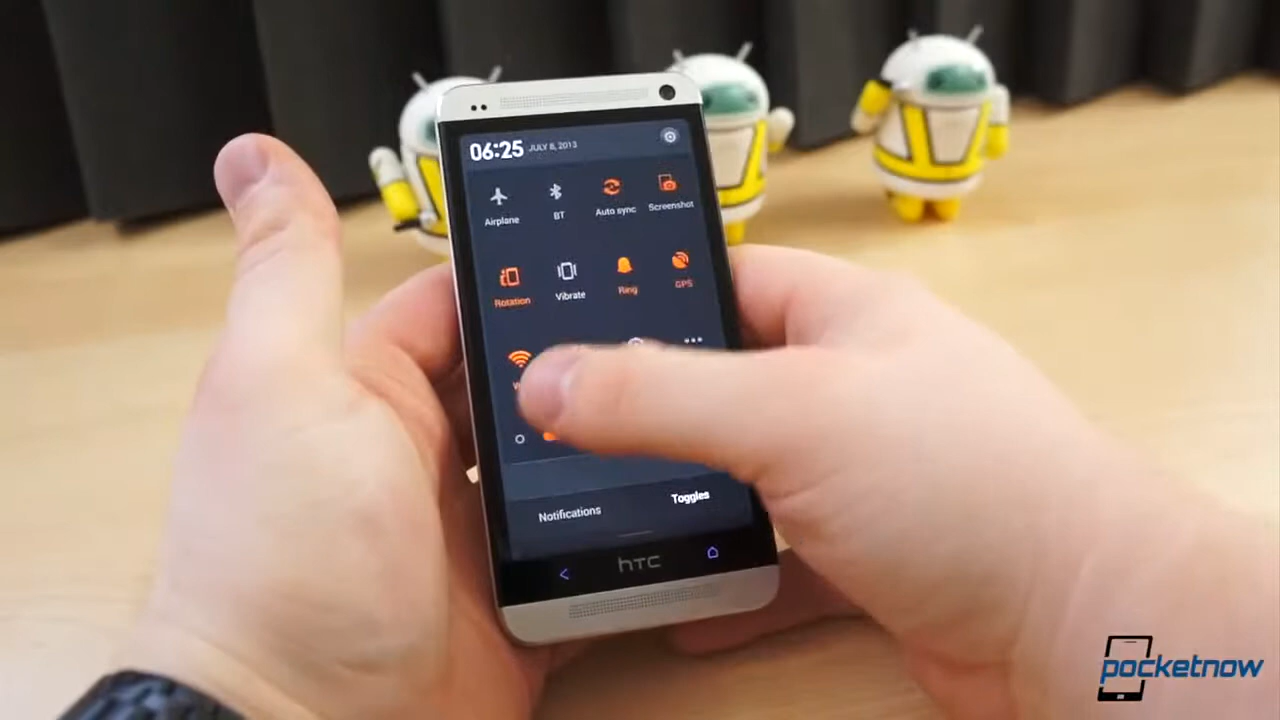 06:25 JULY 8, 2013
Airplane BT Auto sync Screenshot
Rotation Vibrate Ring GPS
Notifications Toggles
hTC
pocketnow